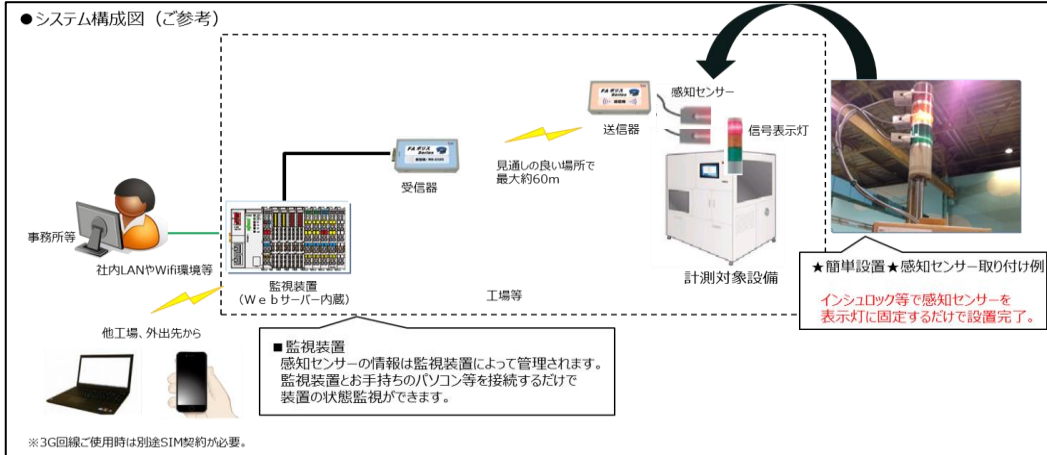 ●システム構成図（ご参考）
感知センサー
送信器
信号表示灯
FAキリス
Series
受信器
見通しの良い場所で
最大約60m
事務所等
社内LANやWifi環境等
監視装置
（Ｗｅｂサーバー内蔵）
工場等
計測対象設備
★簡単設置★感知センサー取り付け例
インシュロック等で感知センサーを
表示灯に固定するだけで設置完了。
他工場、外出先から
■監視装置
感知センサーの情報は監視装置によって管理されます。
監視装置とお手持ちのパソコン等を接続するだけで
装置の状態監視ができます。
※3G回線ご使用時は別途SIM契約が必要。